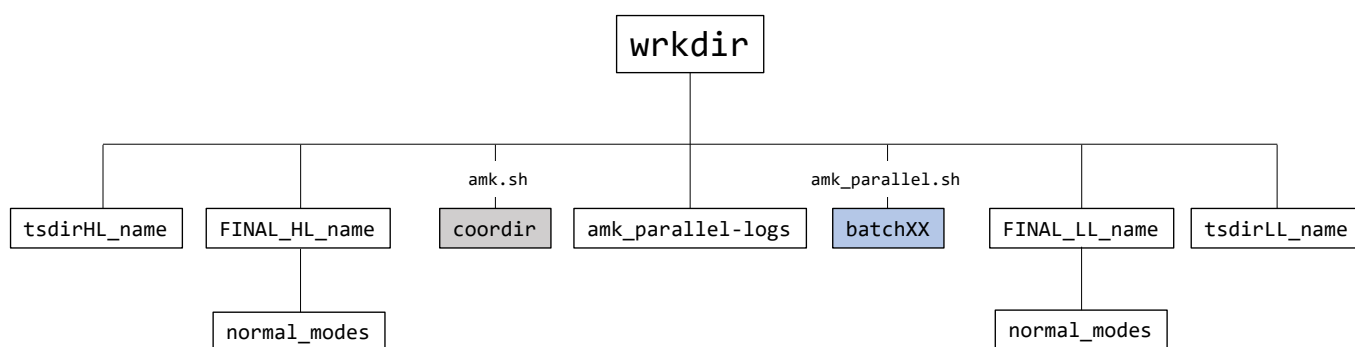 wrkdir
amk.sh
amk_parallel.sh
tsdirHL_name
FINAL_HL_name
coordir
amk_parallel-logs
batchXX
FINAL_LL_name
tsdirLL_name
normal_modes
normal_modes